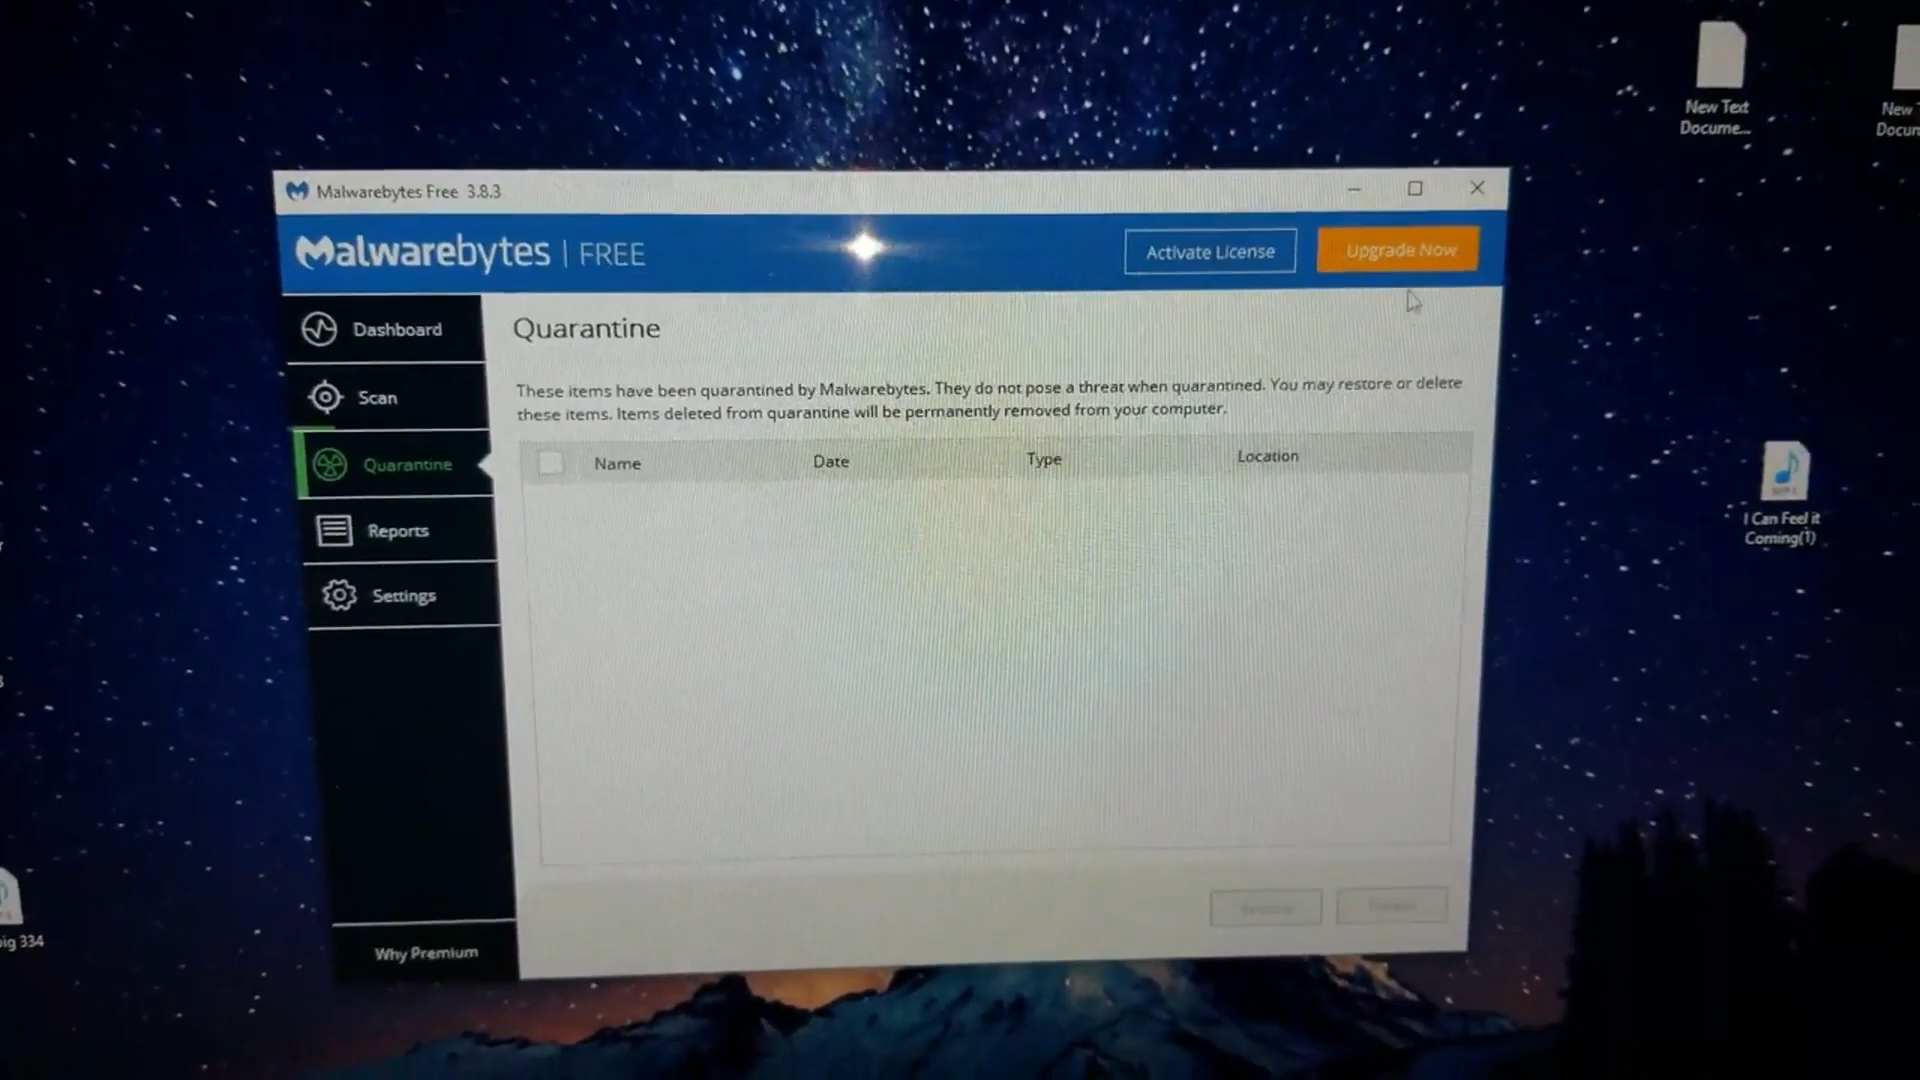 New Text
Docume...
New
Malwarebytes Free 3.8.3
Malwarebytes | FREE
Activate License
Upgrade Now
Dashboard
Scan
Quarantine
Reports
Settings
Why Premium
Quarantine
These items have been quarantined by Malwarebytes. They do not pose a threat when quarantined. You may restore or delete
these items. Items deleted from quarantine will be permanently removed from your computer.
Name Date Type Location
I Can Feel it
Coming(1)
334